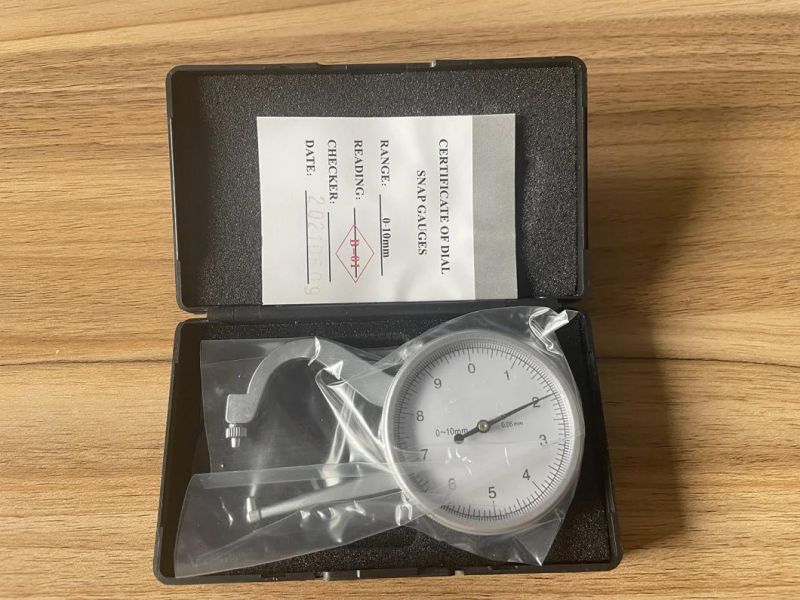 CERTIFICATE OF DIAL
SNAP GAUGES
RANGE: 0-10mm
READING: B-01
CHECKER:
DATE:
0
1
2
3
4
5
6
7
8
9
0~10mm
0.05mm